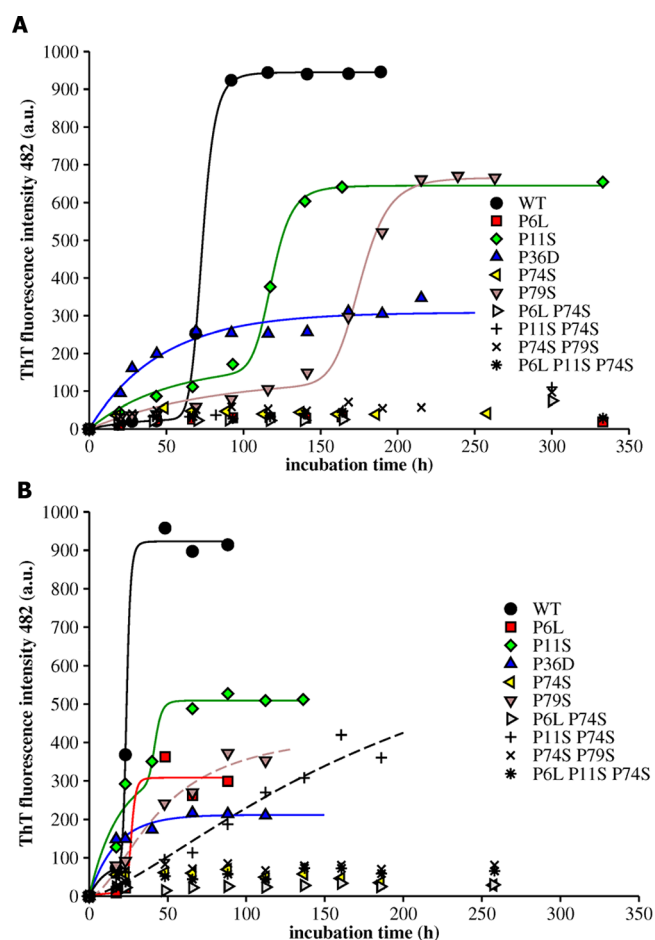 A
ThT fluorescence intensity 482 (a.u.)
1000
900
800
700
600
500
400
300
200
100
0
0 50 100 150 200 250 300 350
incubation time (h)
WT
P6L
P11S
P36D
P74S
P79S
P6L P74S
P11S P74S
P74S P79S
P6L P11S P74S
B
ThT fluorescence intensity 482 (a.u.)
1000
900
800
700
600
500
400
300
200
100
0
0 50 100 150 200 250 300 350
incubation time (h)
WT
P6L
P11S
P36D
P74S
P79S
P6L P74S
P11S P74S
P74S P79S
P6L P11S P74S